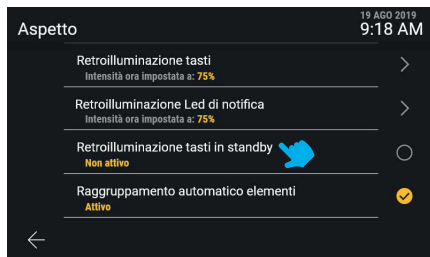 Aspetto
19 AGO 2019
9:18 AM
Retroilluminazione tasti
Intensità ora impostata a: 75%
Retroilluminazione Led di notifica
Intensità ora impostata a: 75%
Retroilluminazione tasti in standby
Non attivo
Raggruppamento automatico elementi
Attivo